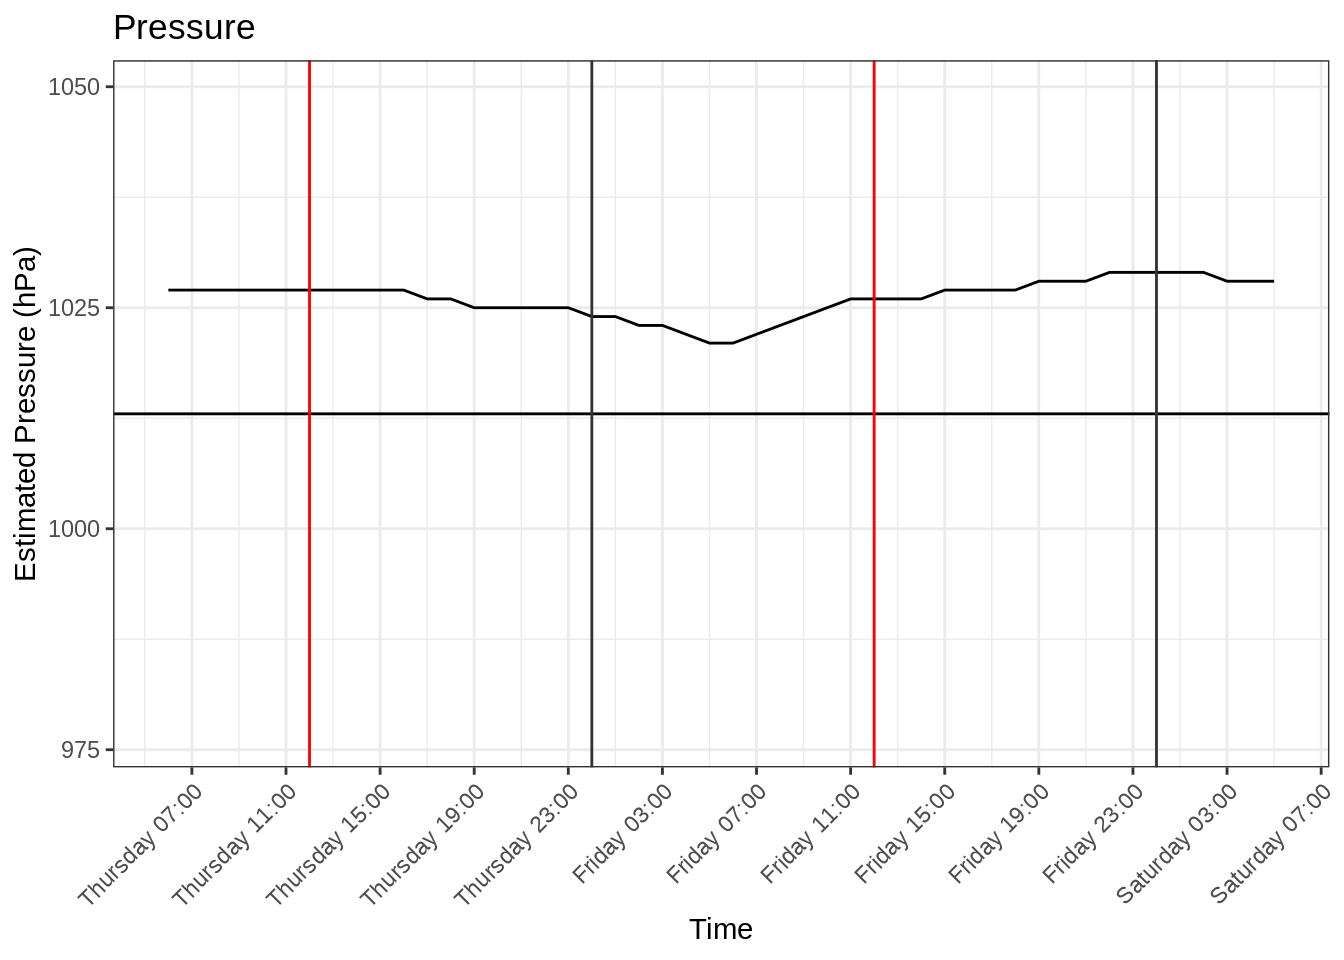 Pressure
Estimated Pressure (hPa)
1050
1025
1000
975
Thursday 07:00
Thursday 11:00
Thursday 15:00
Thursday 19:00
Thursday 23:00
Friday 03:00
Friday 07:00
Friday 11:00
Friday 15:00
Friday 19:00
Friday 23:00
Saturday 03:00
Saturday 07:00
Time